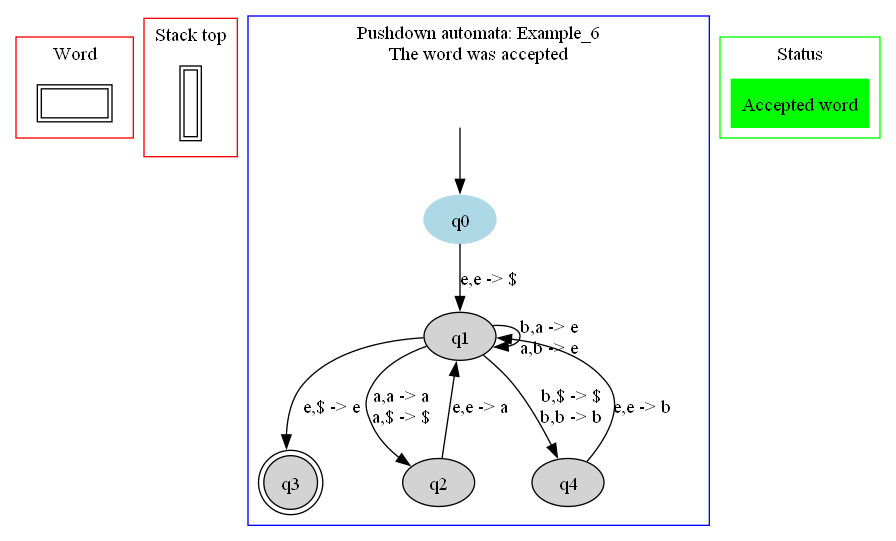 Word
Stack top
Pushdown automata: Example_6
The word was accepted
Status
Accepted word
q0
e,e -> $
q1
b,a -> e
a,b -> e
e,$ -> e
a,a -> a
a,$ -> $
e,e -> a
b,$ -> $
b,b -> b
e,e -> b
q3
q2
q4